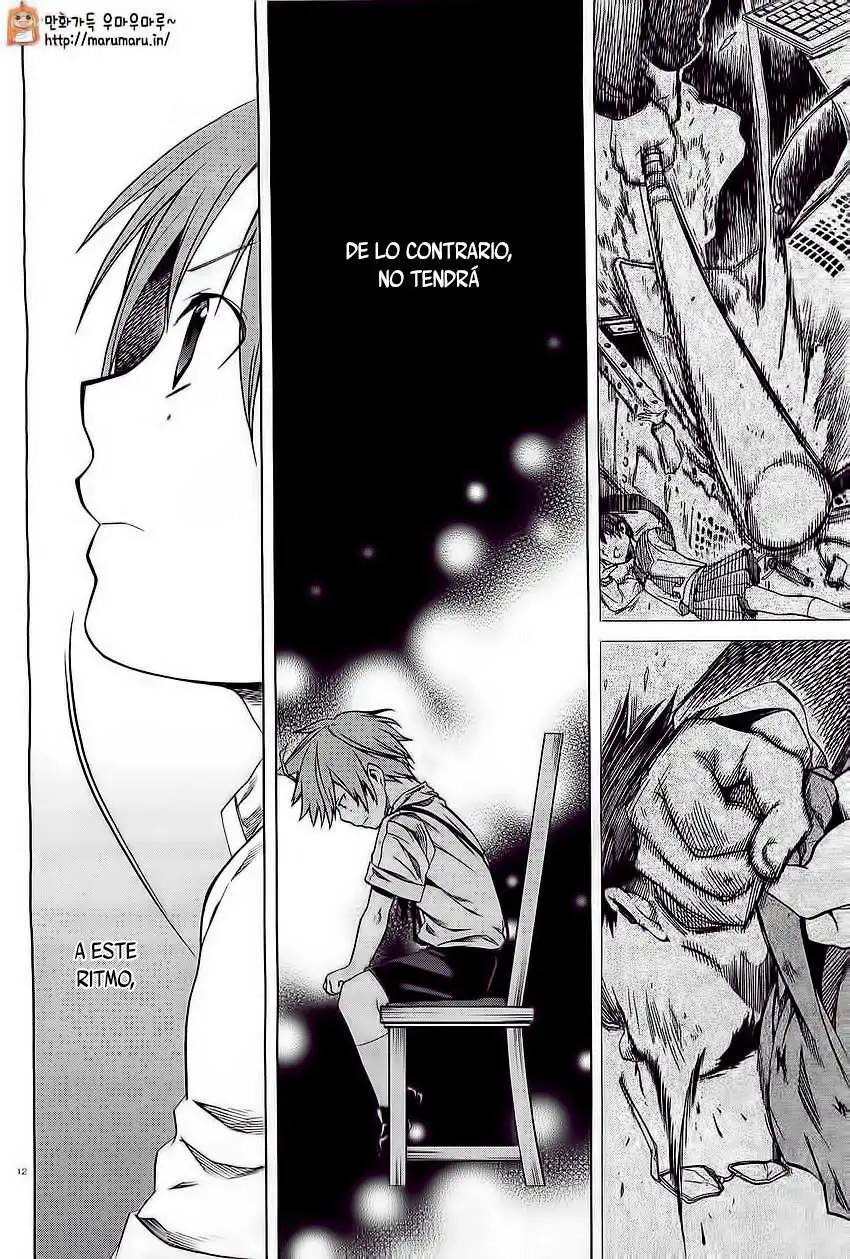 만화가득 우마우마루~
http://marumaru.in/
DE LO CONTRARIO,
NO TENDRÁ
A ESTE
RITMO,
12